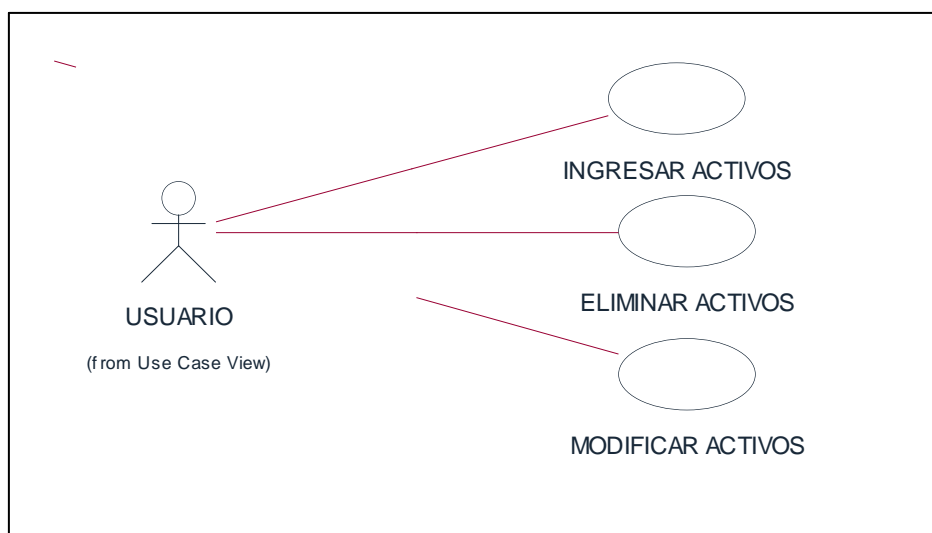 INGRESAR ACTIVOS
ELIMINAR ACTIVOS
USUARIO
(from Use Case View)
MODIFICAR ACTIVOS